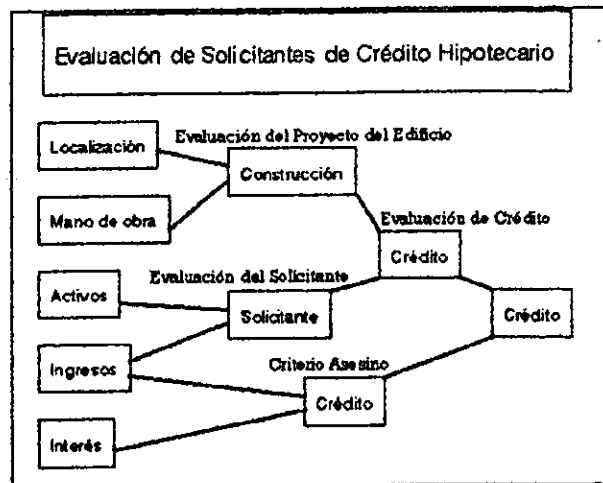 Evaluación de Solicitantes de Crédito Hipotecario
Evaluación del Proyecto del Edificio
Localización
Construcción
Mano de obra
Evaluación de Crédito
Crédito
Evaluación del Solicitante
Activos
Solicitante
Crédito
Ingresos
Criterio Asesino
Crédito
Interés